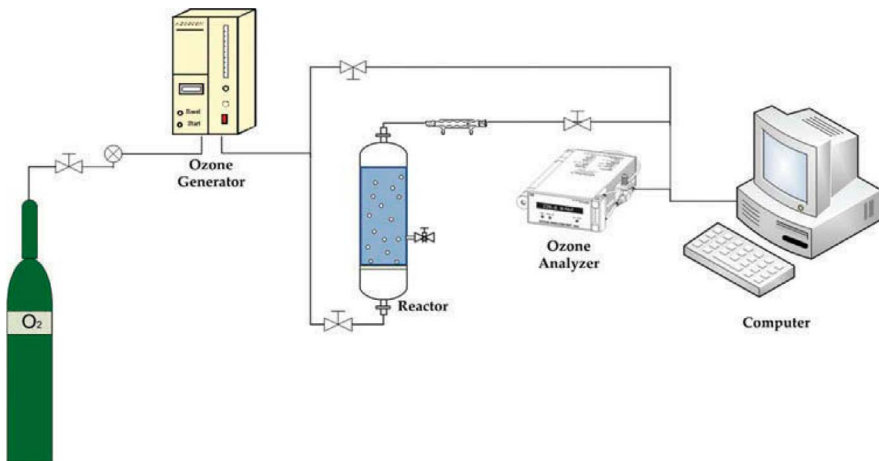 Reset
Start
Ozone
Generator
O2
Reactor
Ozone
Analyzer
Computer